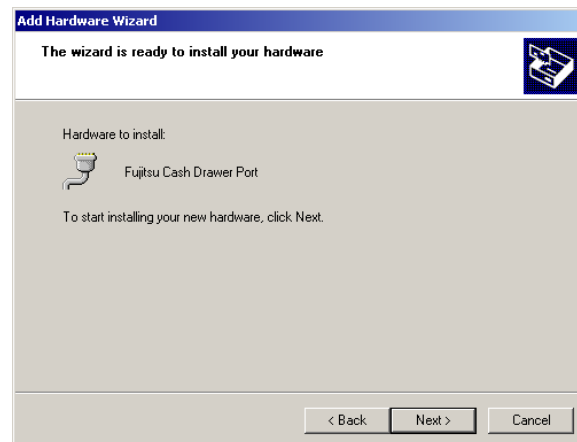 Add Hardware Wizard
The wizard is ready to install your hardware
Hardware to install:
Fujitsu Cash Drawer Port
To start installing your new hardware, click Next.
< Back Next > Cancel